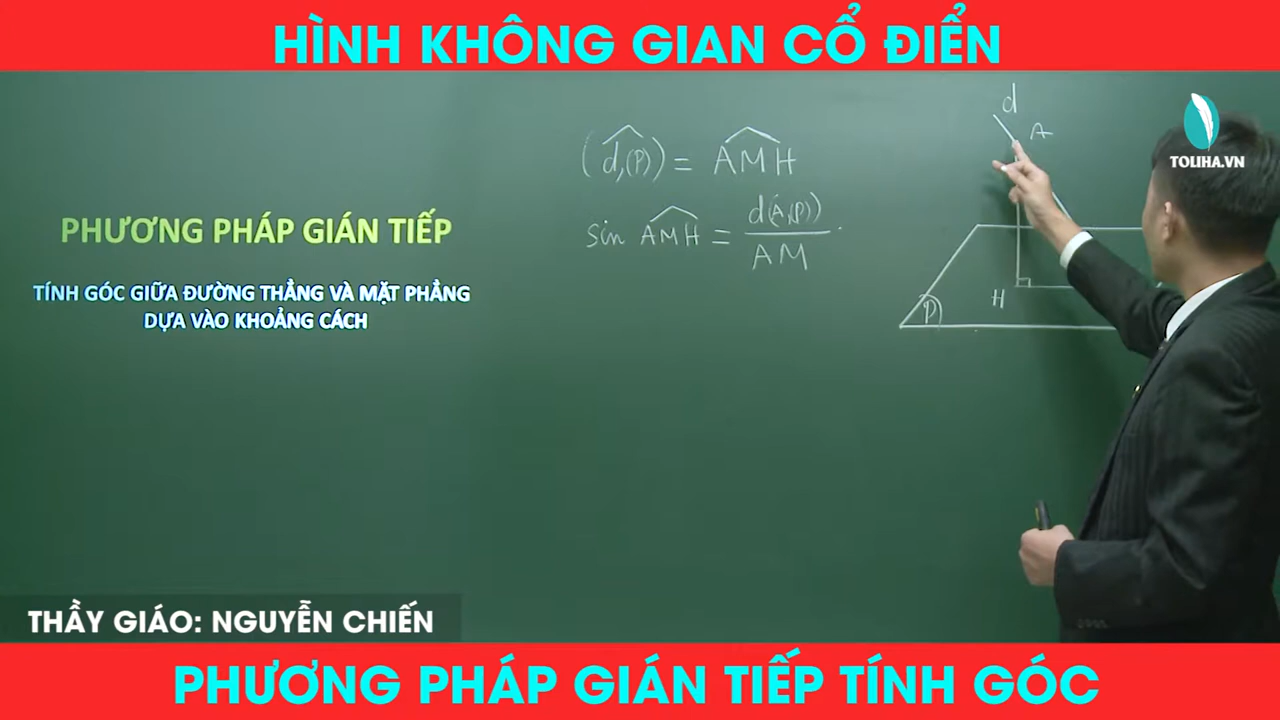 HÌNH KHÔNG GIAN CỔ ĐIỂN
d
A
TOLIHA.VN
(d,(P)) = AMH
sin AMH = d(A,(P)) / AM
PHƯƠNG PHÁP GIÁN TIẾP
TÍNH GÓC GIỮA ĐƯỜNG THẲNG VÀ MẶT PHẲNG
DỰA VÀO KHOẢNG CÁCH
H
P)
THẦY GIÁO: NGUYỄN CHIẾN
PHƯƠNG PHÁP GIÁN TIẾP TÍNH GÓC